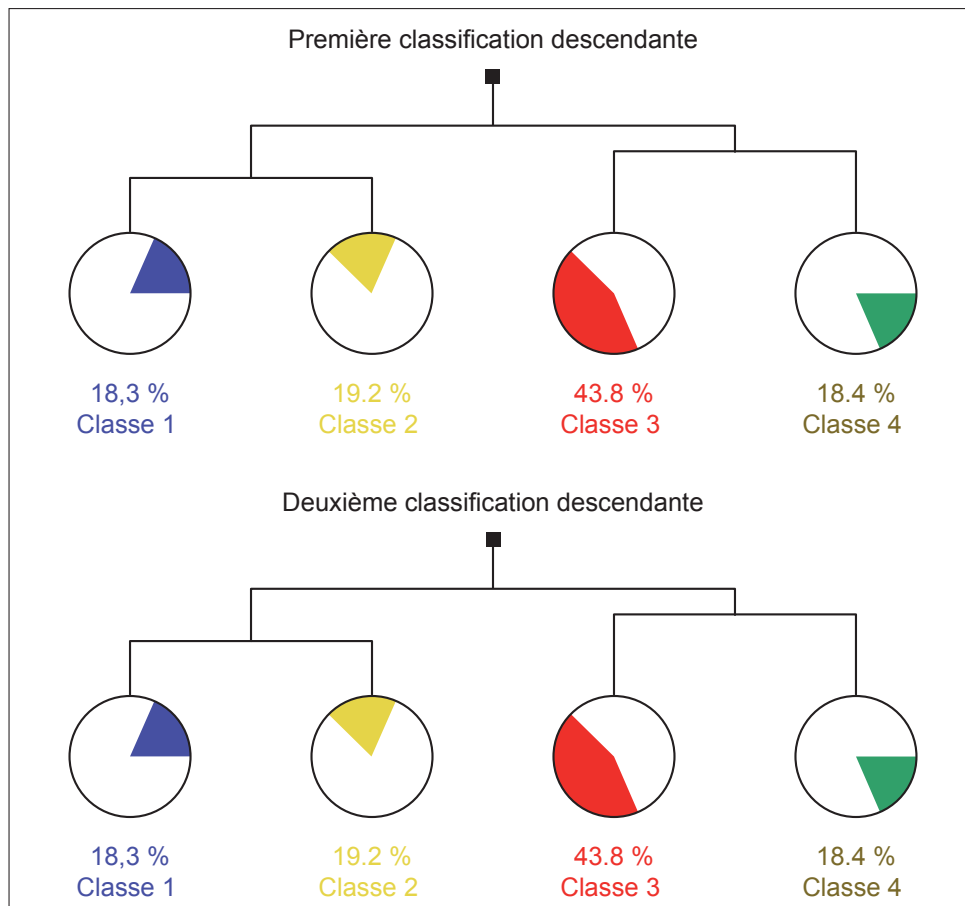 Première classification descendante
18,3 %
Classe 1
19.2 %
Classe 2
43.8 %
Classe 3
18.4 %
Classe 4
Deuxième classification descendante
18,3 %
Classe 1
19.2 %
Classe 2
43.8 %
Classe 3
18.4 %
Classe 4